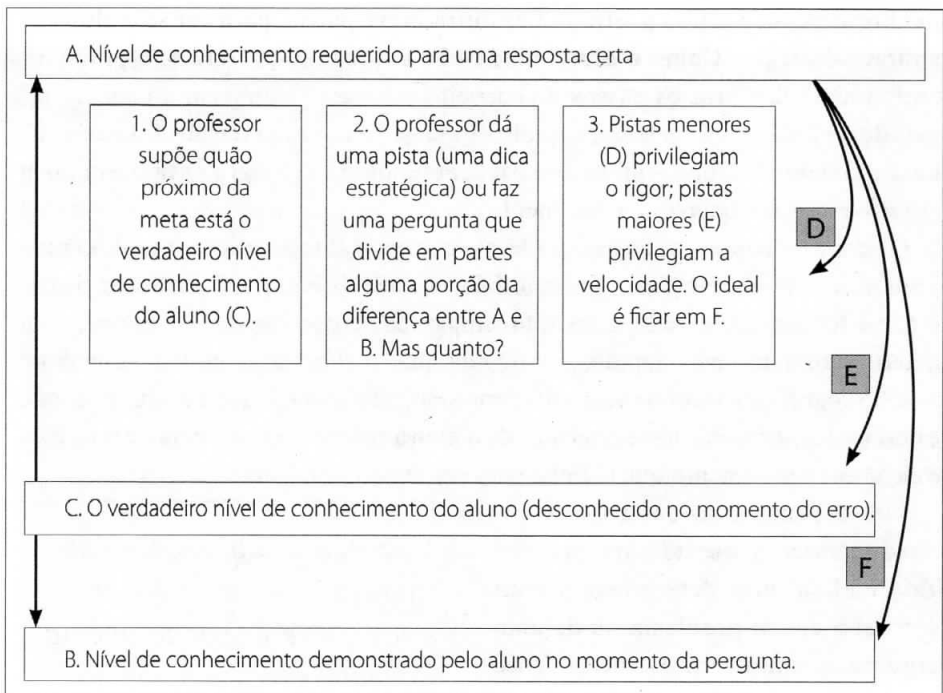 A. Nível de conhecimento requerido para uma resposta certa
1. O professor
supõe quão
próximo da
meta está o
verdadeiro nível
de conhecimento
do aluno (C).
2. O professor dá
uma pista (uma dica
estratégica) ou faz
uma pergunta que
divide em partes
alguma porção da
diferença entre A e
B. Mas quanto?
3. Pistas menores
(D) privilegiam
o rigor; pistas
maiores (E)
privilegiam a
velocidade. O ideal
é ficar em F.
D
E
C. O verdadeiro nível de conhecimento do aluno (desconhecido no momento do erro).
F
B. Nível de conhecimento demonstrado pelo aluno no momento da pergunta.